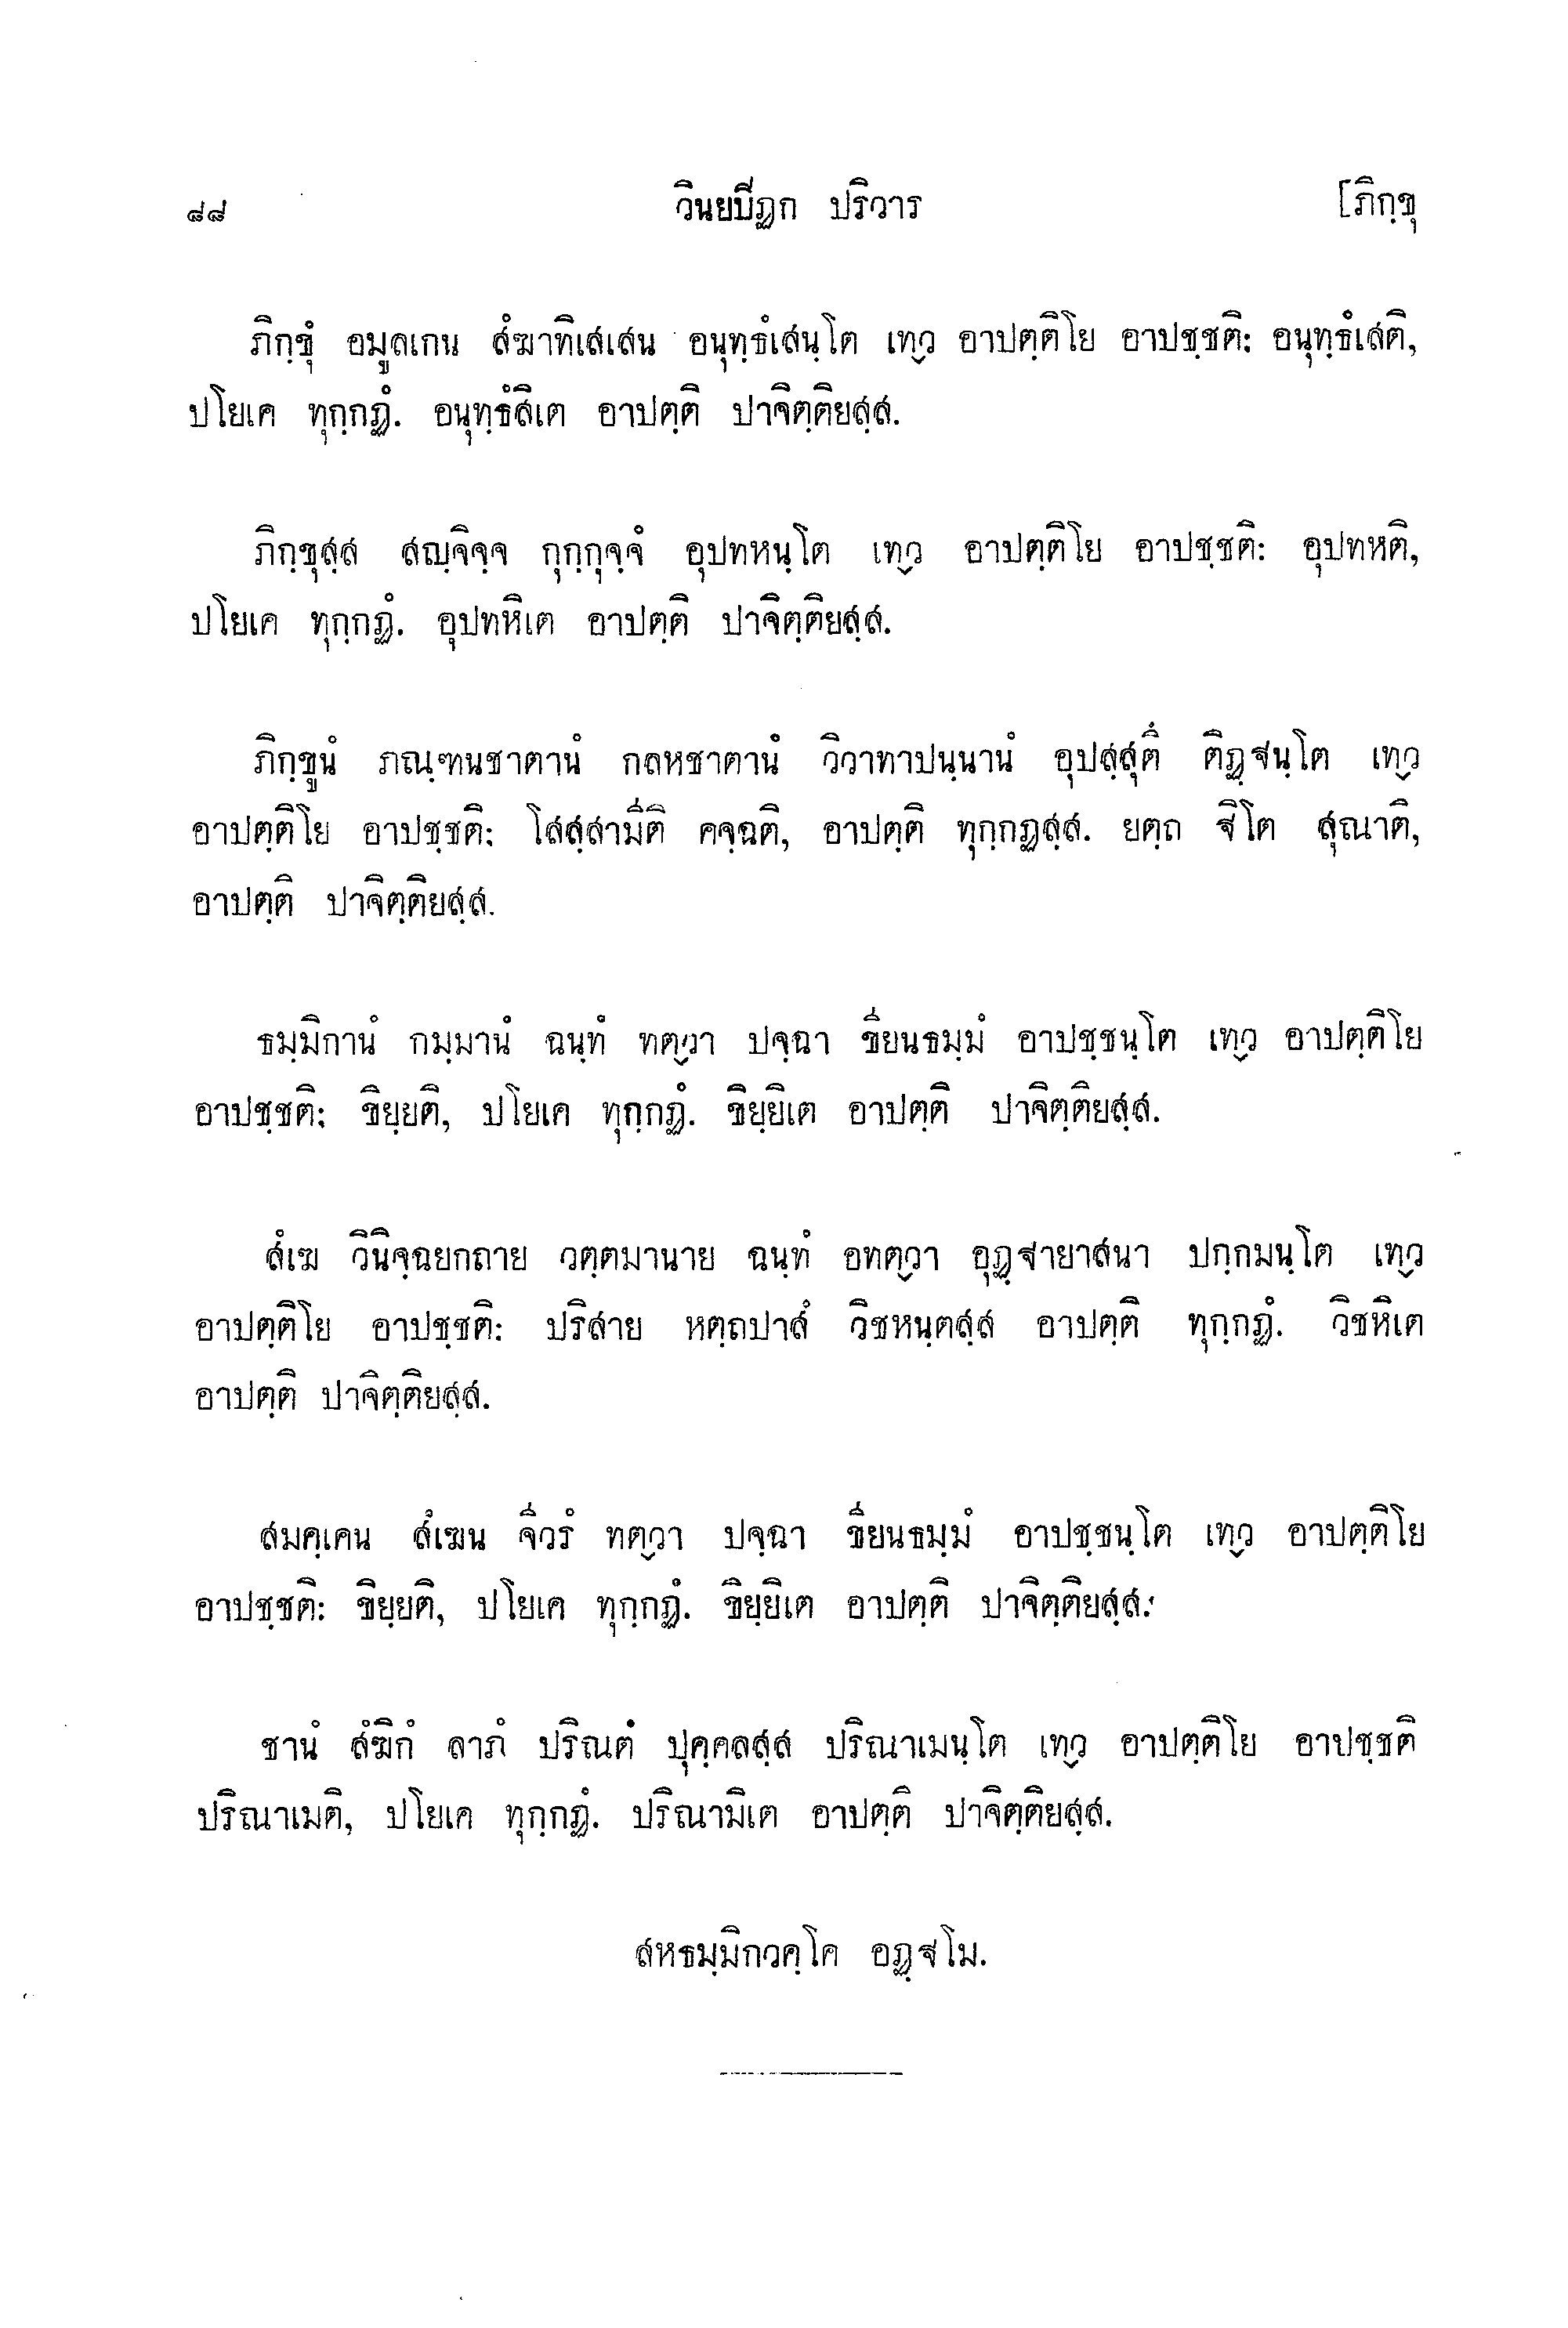 ๘๘ วินยปีฏก ปริวาร [ภิกฺขุ
ภิกฺขุํ อมูลเกน สํฆาทิเสเสน อนุทฺธํเสนฺโต เทฺว อาปตฺติโย อาปชฺชติ: อนุทฺธํเสติ,
ปโยเค ทุกฺกฏํ. อนุทฺธํสิเต อาปตฺติ ปาจิตฺติยสฺส.
ภิกฺขุสฺส สญฺจิจฺจ กุกฺกุจฺจํ อุปทหนฺโต เทฺว อาปตฺติโย อาปชฺชติ: อุปทหติ,
ปโยเค ทุกฺกฏํ. อุปทหิเต อาปตฺติ ปาจิตฺติยสฺส.
ภิกฺขูนํ ภณฺฑนชาตานํ กลหชาตานํ วิวาทาปนฺนานํ อุปสฺสุตึ ติฏฺฐนฺโต เทฺว
อาปตฺติโย อาปชฺชติ: โสสฺสามีติ คจฺฉติ, อาปตฺติ ทุกฺกฏสฺส. ยตฺถ ฐิโต สุณาติ,
อาปตฺติ ปาจิตฺติยสฺส.
ธมฺมิกานํ กมฺมานํ ฉนฺทํ ทตฺวา ปจฺฉา ขียนธมฺมํ อาปชฺชนฺโต เทฺว อาปตฺติโย
อาปชฺชติ: ขิยฺยติ, ปโยเค ทุกฺกฏํ. ขิยฺยิเต อาปตฺติ ปาจิตฺติยสฺส.
สํเฆ วินิจฺฉยกถาย วตฺตมานาย ฉนฺทํ อทตฺวา อุฏฺฐายาสนา ปกฺกมนฺโต เทฺว
อาปตฺติโย อาปชฺชติ: ปริสาย หตฺถปาสํ วิชหนฺตสฺส อาปตฺติ ทุกฺกฏํ. วิชหิเต
อาปตฺติ ปาจิตฺติยสฺส.
สมคฺเคน สํเฆน จีวรํ ทตฺวา ปจฺฉา ขียนธมฺมํ อาปชฺชนฺโต เทฺว อาปตฺติโย
อาปชฺชติ: ขิยฺยติ, ปโยเค ทุกฺกฏํ. ขิยฺยิเต อาปตฺติ ปาจิตฺติยสฺส.
ชานํ สํฆิกํ ลาภํ ปริณตํ ปุคฺคลสฺส ปริณาเมนฺโต เทฺว อาปตฺติโย อาปชฺชติ
ปริณาเมติ, ปโยเค ทุกฺกฏํ. ปริณามิเต อาปตฺติ ปาจิตฺติยสฺส.
สหธมฺมิกวคฺโค อฏฺฐโม.